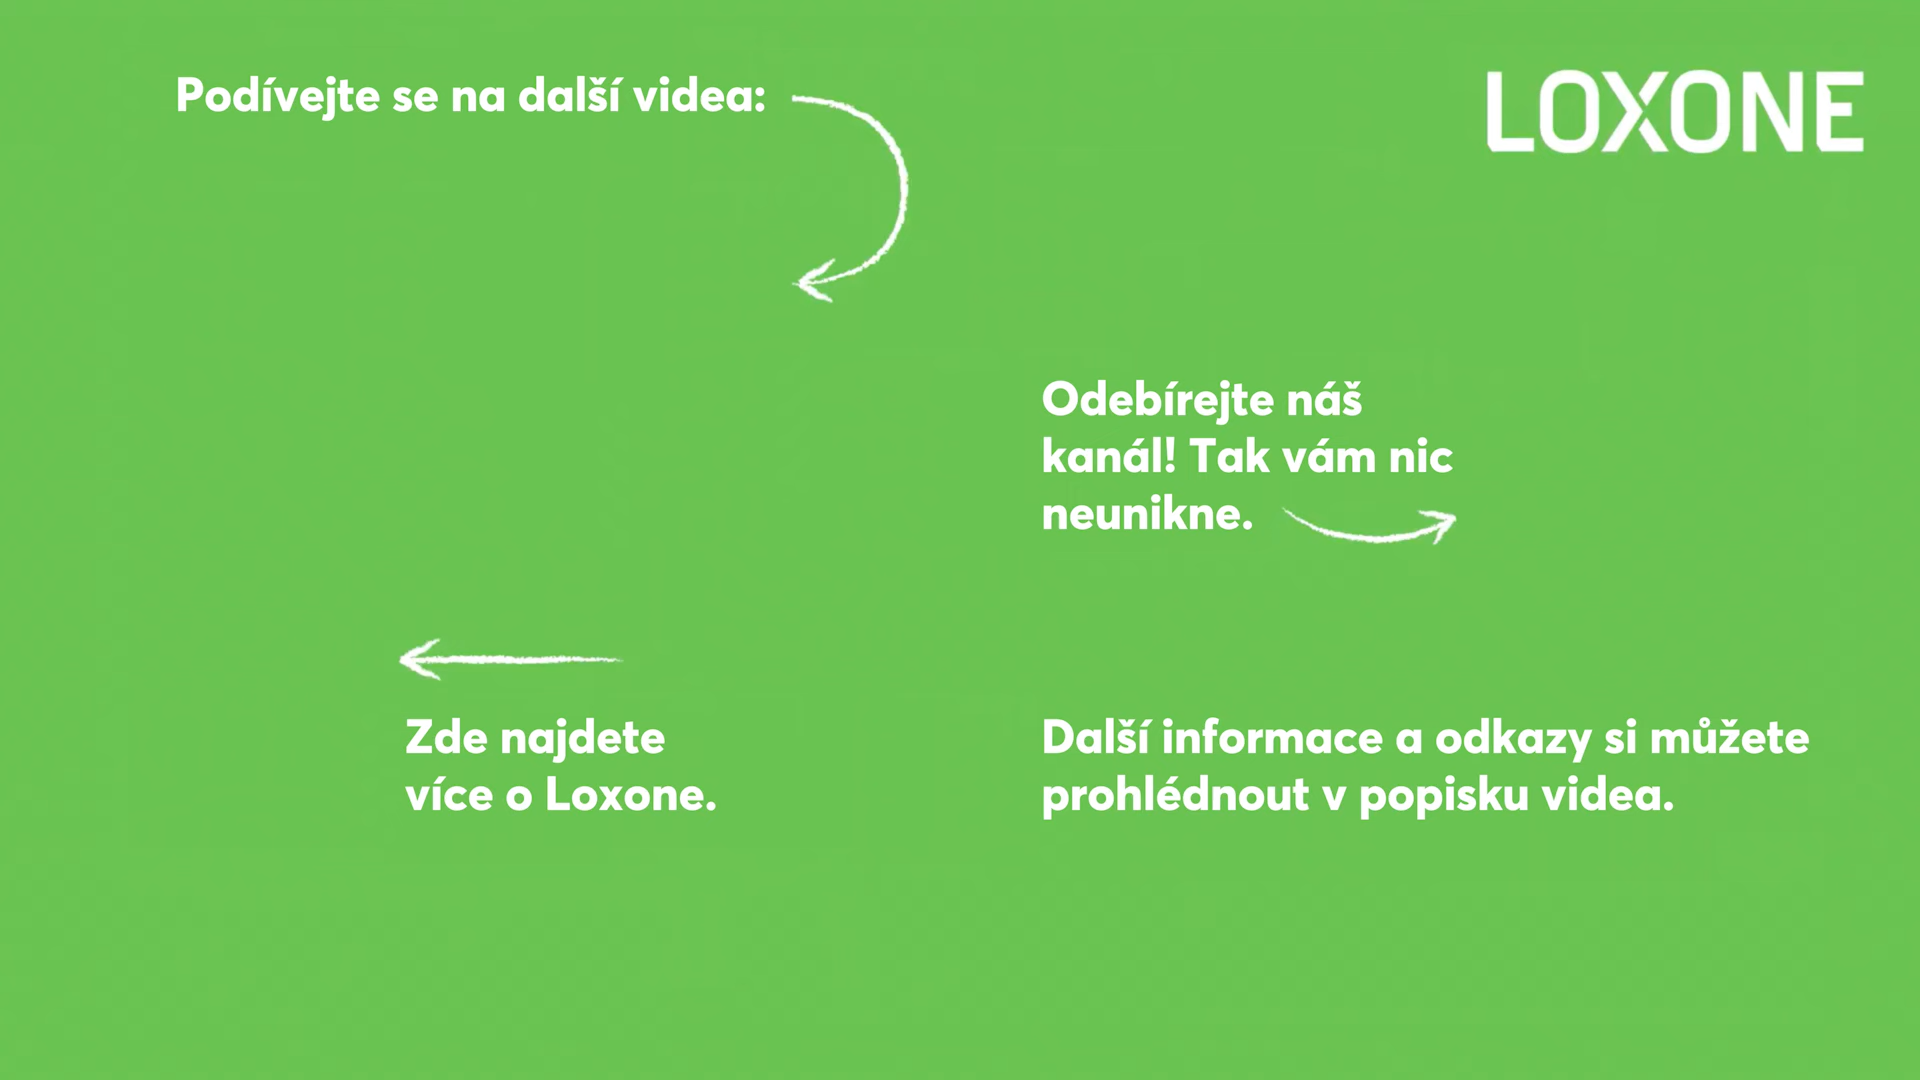 Podívejte se na další videa:
LOXONE
Odebírejte náš
kanál! Tak vám nic
neunikne.
Zde najdete
více o Loxone.
Další informace a odkazy si můžete
prohlédnout v popisku videa.